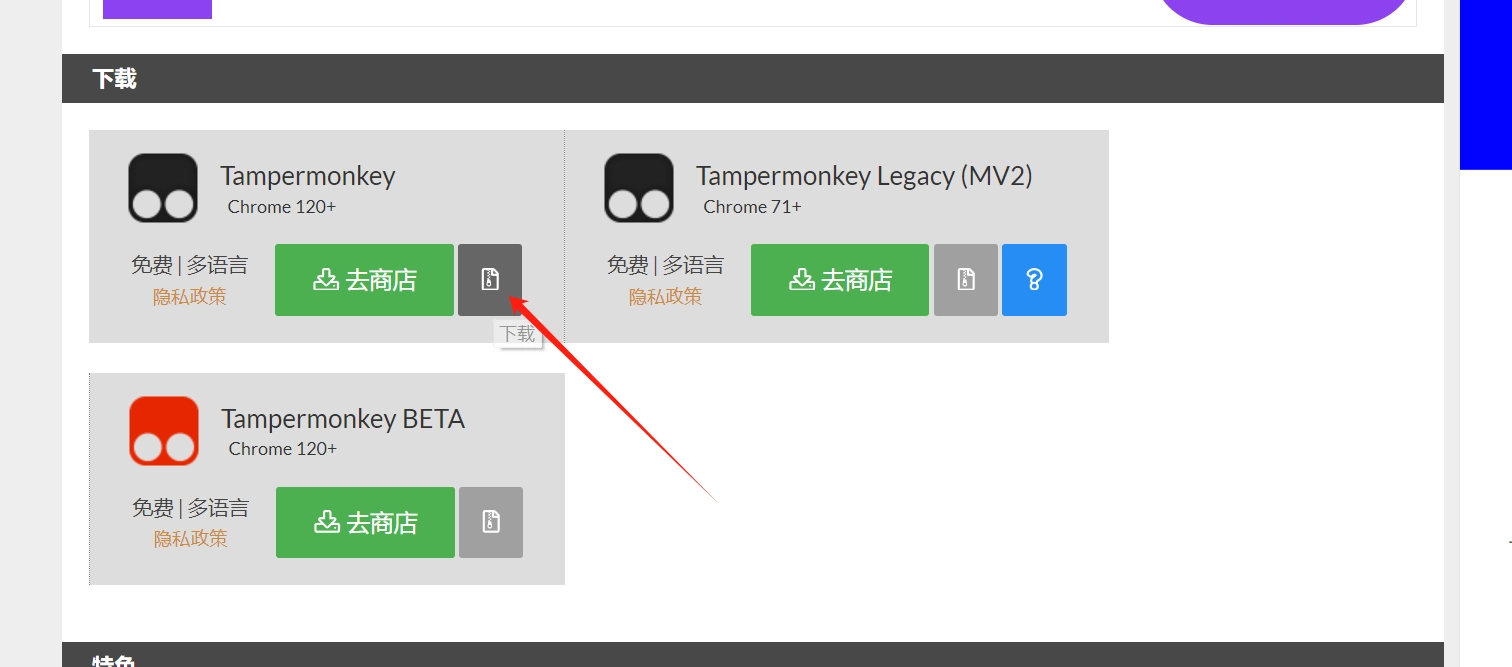 下载
Tampermonkey
Chrome 120+
免费 | 多语言
隐私政策
去商店
下载
Tampermonkey Legacy (MV2)
Chrome 71+
免费 | 多语言
隐私政策
去商店
Tampermonkey BETA
Chrome 120+
免费 | 多语言
隐私政策
去商店
特色